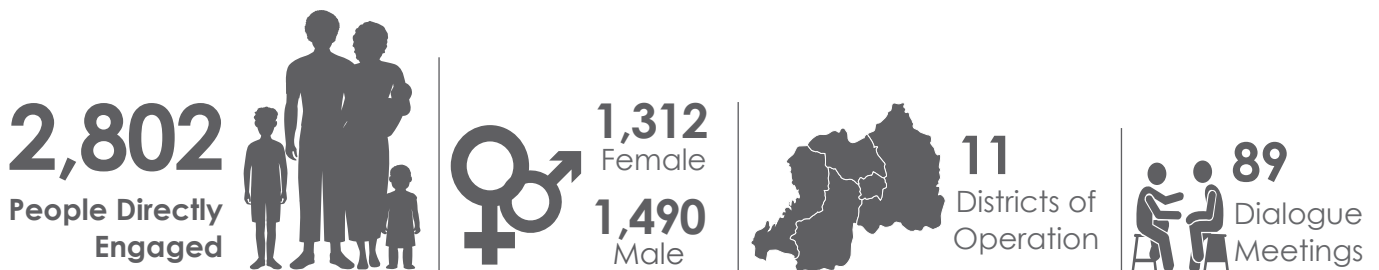 2,802
People Directly
Engaged
1,312
Female
1,490
Male
11
Districts of
Operation
89
Dialogue
Meetings